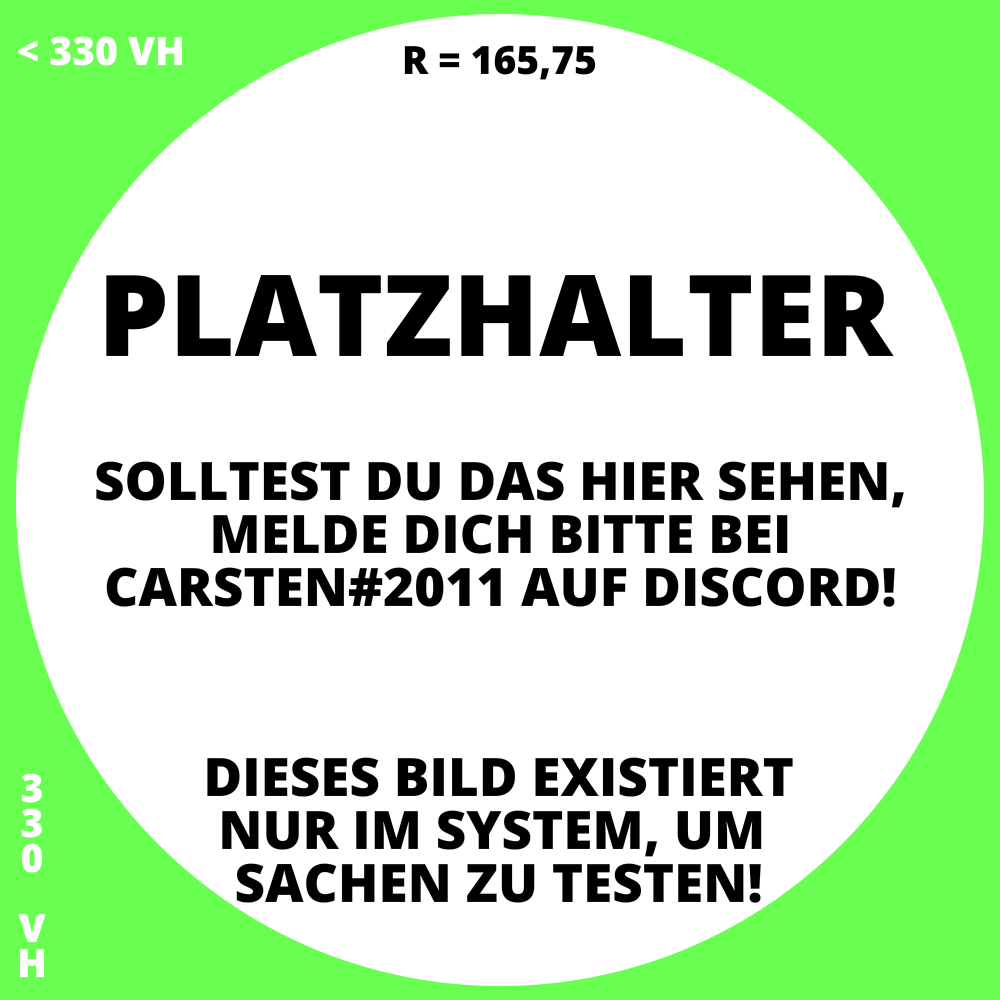 < 330 VH
R = 165,75
PLATZHALTER
SOLLTEST DU DAS HIER SEHEN,
MELDE DICH BITTE BEI
CARSTEN#2011 AUF DISCORD!
DIESES BILD EXISTIERT
NUR IM SYSTEM, UM
SACHEN ZU TESTEN!
330 VH